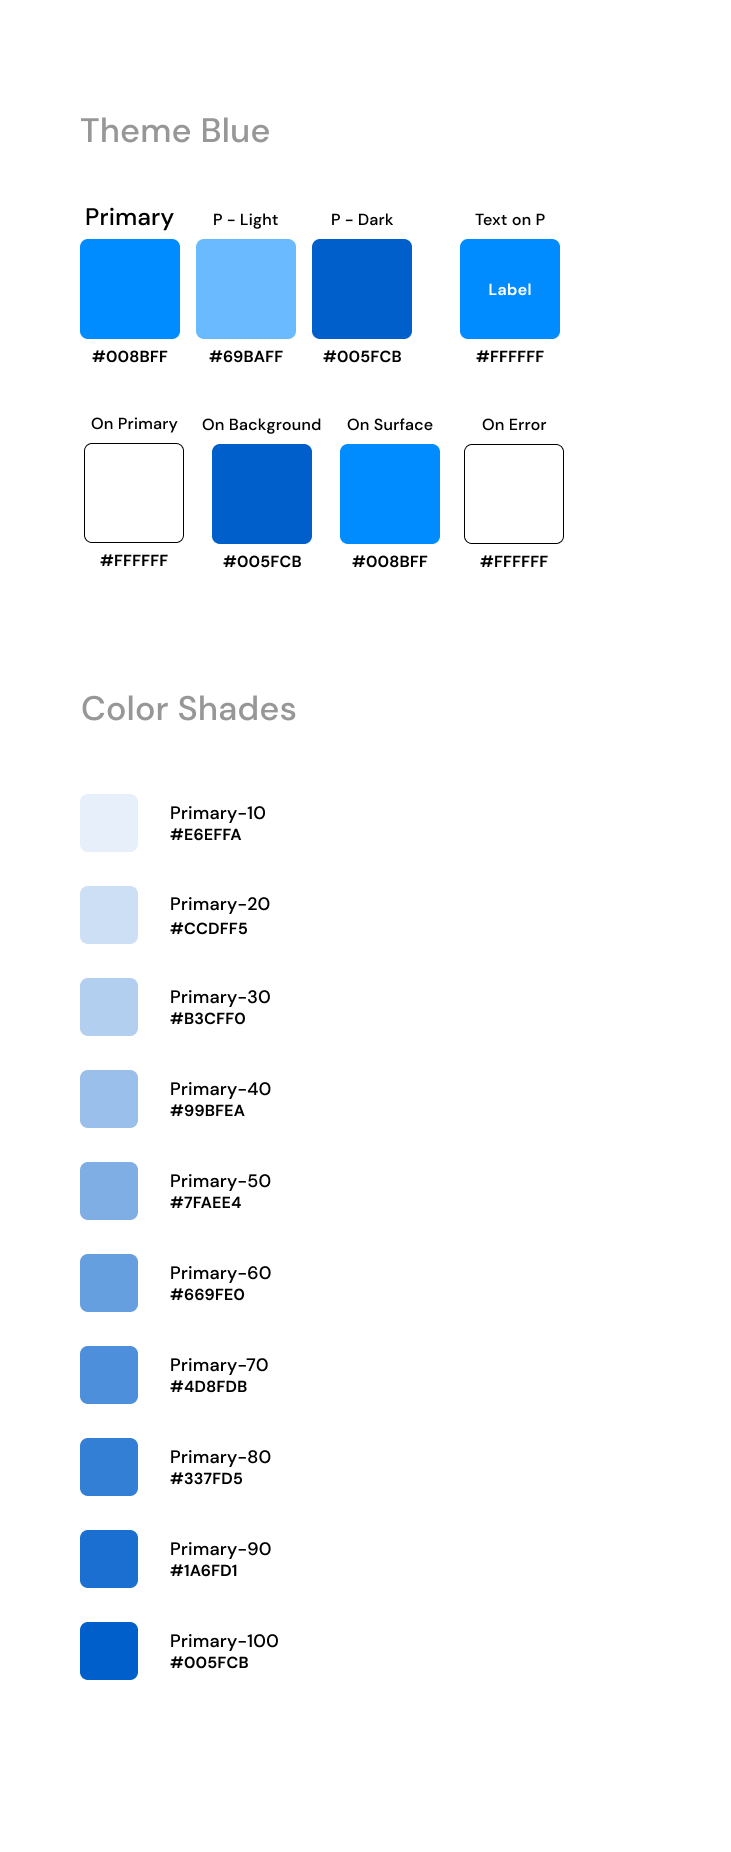 Theme Blue
Primary P - Light P - Dark Text on P
Label
#008BFF #69BAFF #005FCB #FFFFFF
On Primary On Background On Surface On Error
#FFFFFF #005FCB #008BFF #FFFFFF
Color Shades
Primary-10
#E6EFFA
Primary-20
#CCDFF5
Primary-30
#B3CFF0
Primary-40
#99BFEA
Primary-50
#7FAEE4
Primary-60
#669FE0
Primary-70
#4D8FDB
Primary-80
#337FD5
Primary-90
#1A6FD1
Primary-100
#005FCB